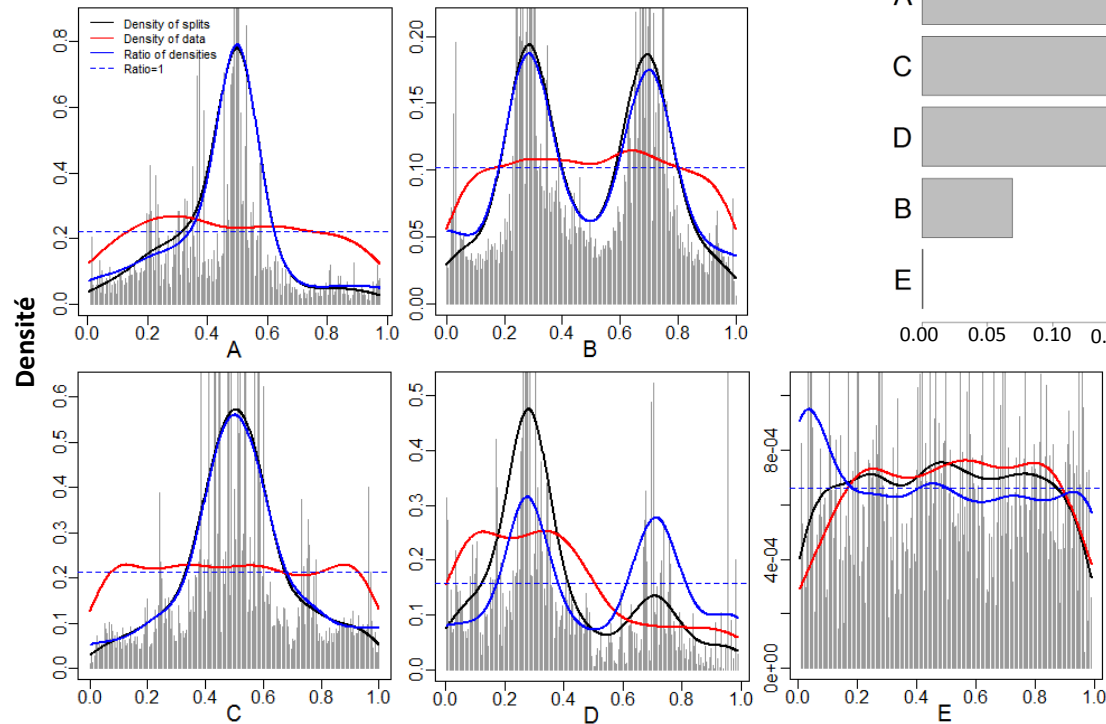 Density of splits
Density of data
Ratio of densities
Ratio=1
0.0 0.2 0.4 0.6 0.8
0.0 0.2 0.4 0.6 0.8 1.0
A
0.00 0.05 0.10 0.15 0.20
0.0 0.2 0.4 0.6 0.8 1.0
B
C
D
B
E
0.00 0.05 0.10
Densité
0.0 0.1 0.2 0.3 0.4 0.5 0.6
0.0 0.2 0.4 0.6 0.8 1.0
C
0.0 0.1 0.2 0.3 0.4 0.5
0.0 0.2 0.4 0.6 0.8 1.0
D
0e+00 4e-04 8e-04
0.0 0.2 0.4 0.6 0.8 1.0
E